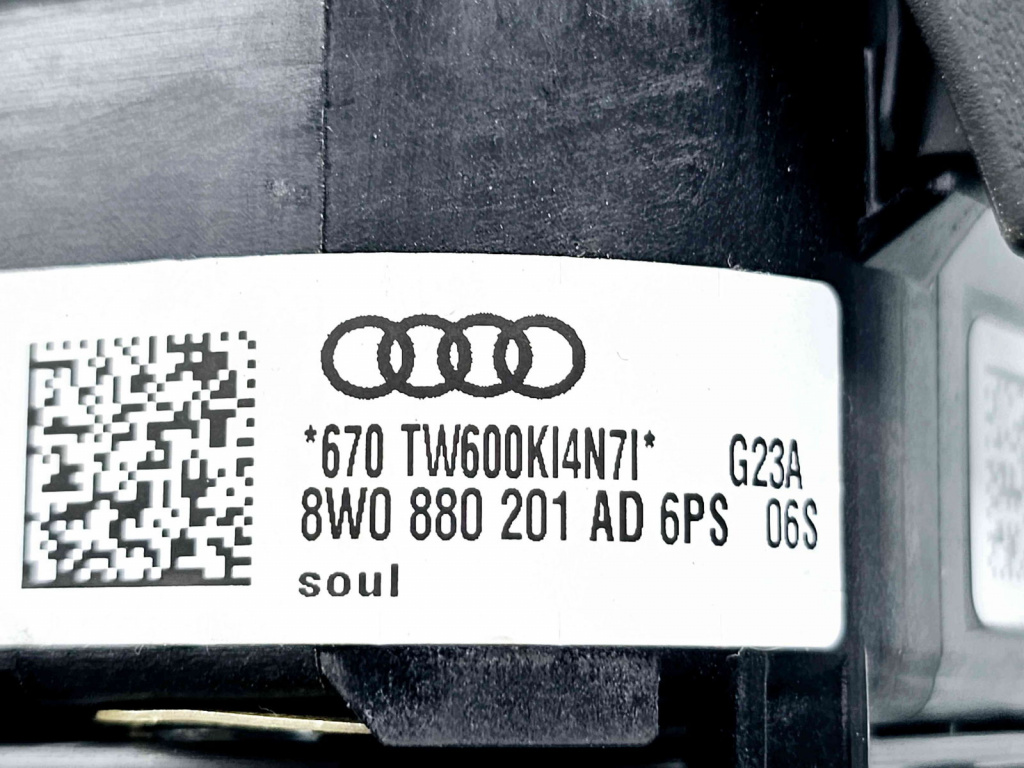 *670 TW600KI4N7I* G23A
8W0 880 201 AD 6PS 06S
soul